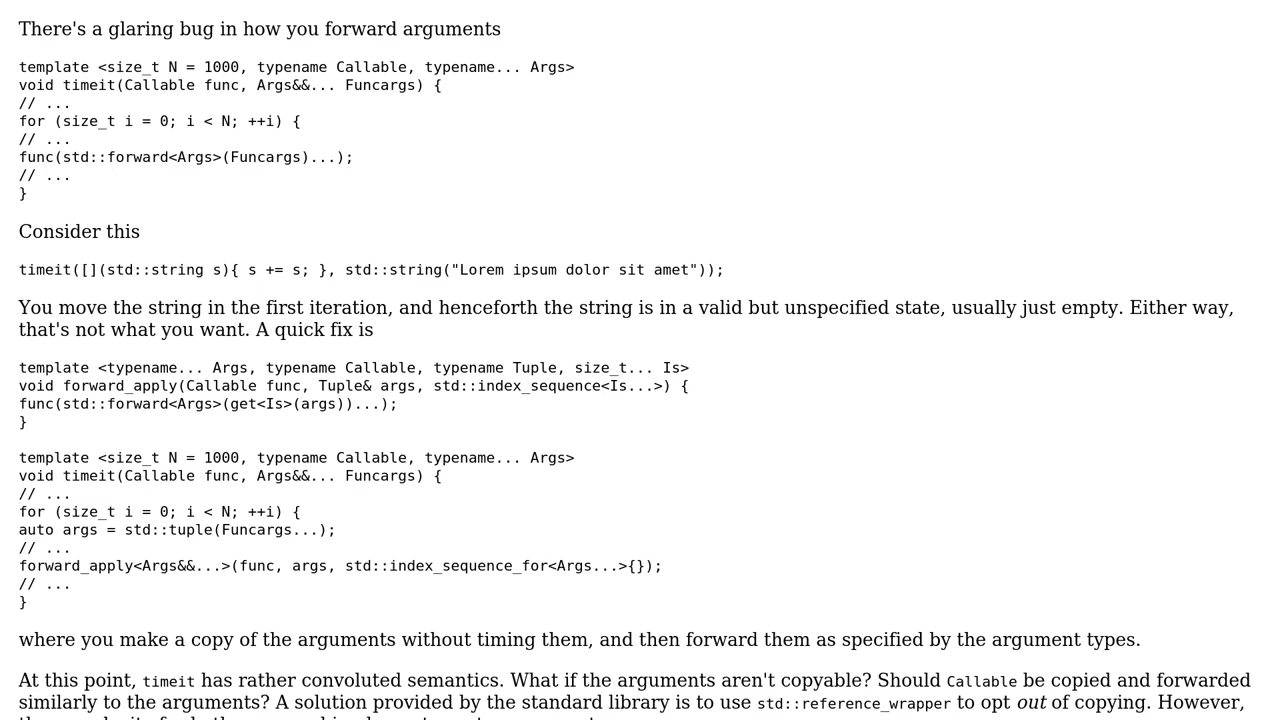 There's a glaring bug in how you forward arguments
template <size_t N = 1000, typename Callable, typename... Args>
void timeit(Callable func, Args&&... Funcargs) {
// ...
for (size_t i = 0; i < N; ++i) {
// ...
func(std::forward<Args>(Funcargs)...);
// ...
}
Consider this
timeit([](std::string s){ s += s; }, std::string("Lorem ipsum dolor sit amet"));
You move the string in the first iteration, and henceforth the string is in a valid but unspecified state, usually just empty. Either way,
that's not what you want. A quick fix is
template <typename... Args, typename Callable, typename Tuple, size_t... Is>
void forward_apply(Callable func, Tuple& args, std::index_sequence<Is...>) {
func(std::forward<Args>(get<Is>(args))...);
}
template <size_t N = 1000, typename Callable, typename... Args>
void timeit(Callable func, Args&&... Funcargs) {
// ...
for (size_t i = 0; i < N; ++i) {
auto args = std::tuple(Funcargs...);
// ...
forward_apply<Args&&...>(func, args, std::index_sequence_for<Args...>{});
// ...
}
where you make a copy of the arguments without timing them, and then forward them as specified by the argument types.
At this point, timeit has rather convoluted semantics. What if the arguments aren't copyable? Should Callable be copied and forwarded
similarly to the arguments? A solution provided by the standard library is to use std::reference_wrapper to opt out of copying. However,